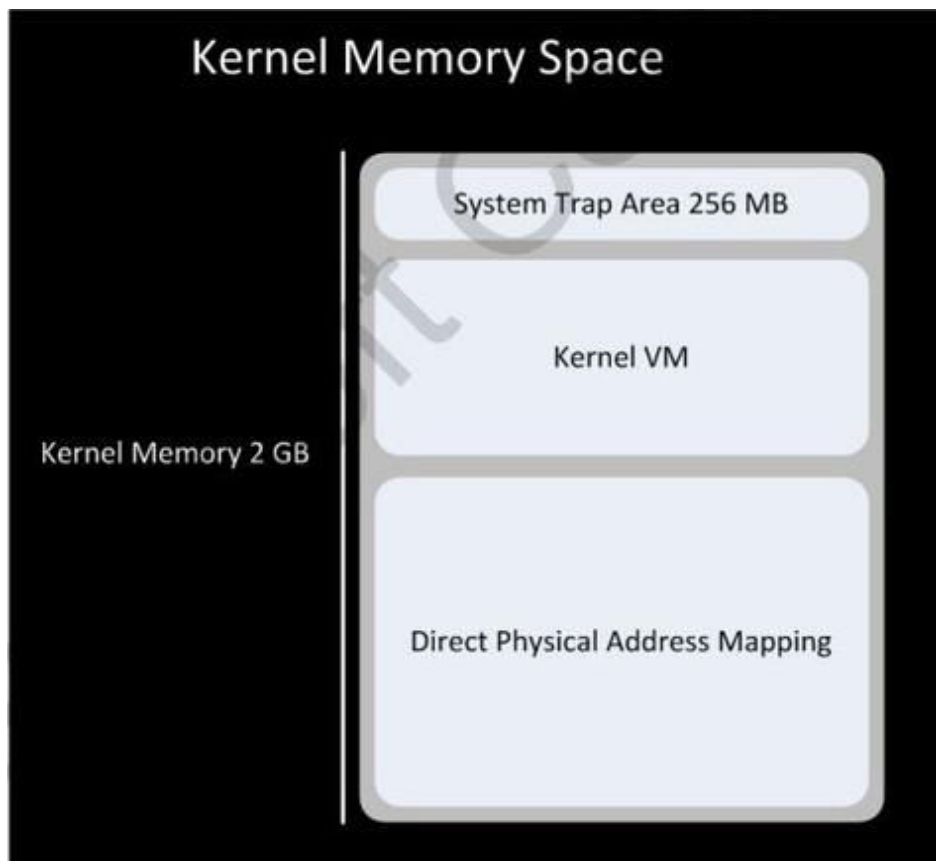 Kernel Memory Space
System Trap Area 256 MB
Kernel VM
Kernel Memory 2 GB
Direct Physical Address Mapping